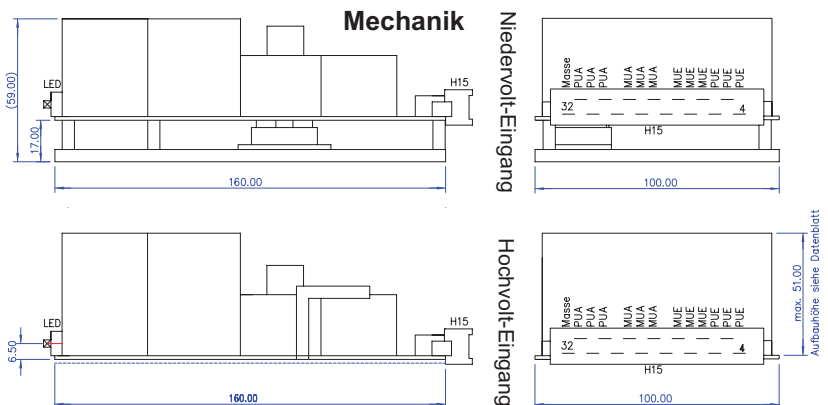 Mechanik
Niedervolt-Eingang
LED
H15
(59.00)
17.00
160.00
Masse
PUA
PUA
PUA
MUA
MUA
MUA
MUE
MUE
MUE
PUE
PUE
PUE
32
4
H15
100.00
Hochvolt-Eingang
LED
H15
6.50
160.00
Masse
PUA
PUA
PUA
MUA
MUA
MUA
MUE
MUE
MUE
PUE
PUE
PUE
32
4
H15
100.00
max. 51.00
Aufbauhöhe siehe Datenblatt